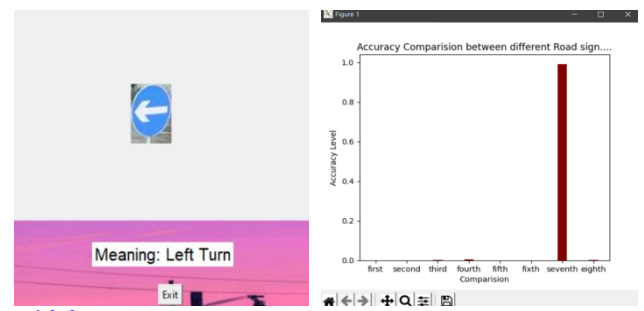 Meaning: Left Turn
Exit
Figure 1
Accuracy Comparision between different Road sign....
Accuracy Level
1.0
0.8
0.6
0.4
0.2
0.0
first second third fourth fifth fixth seventh eighth
Comparision